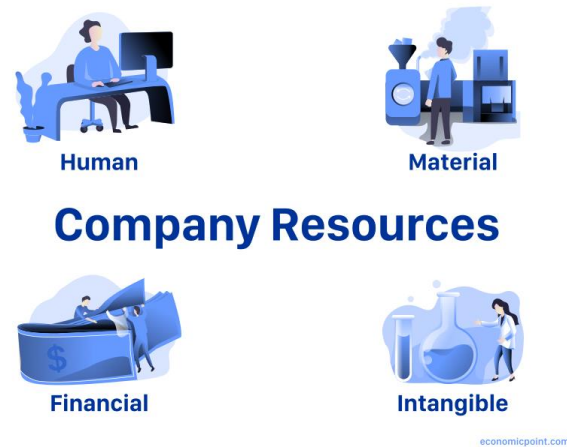 Human
Material
Company Resources
$
Financial
Intangible
economicpoint.com